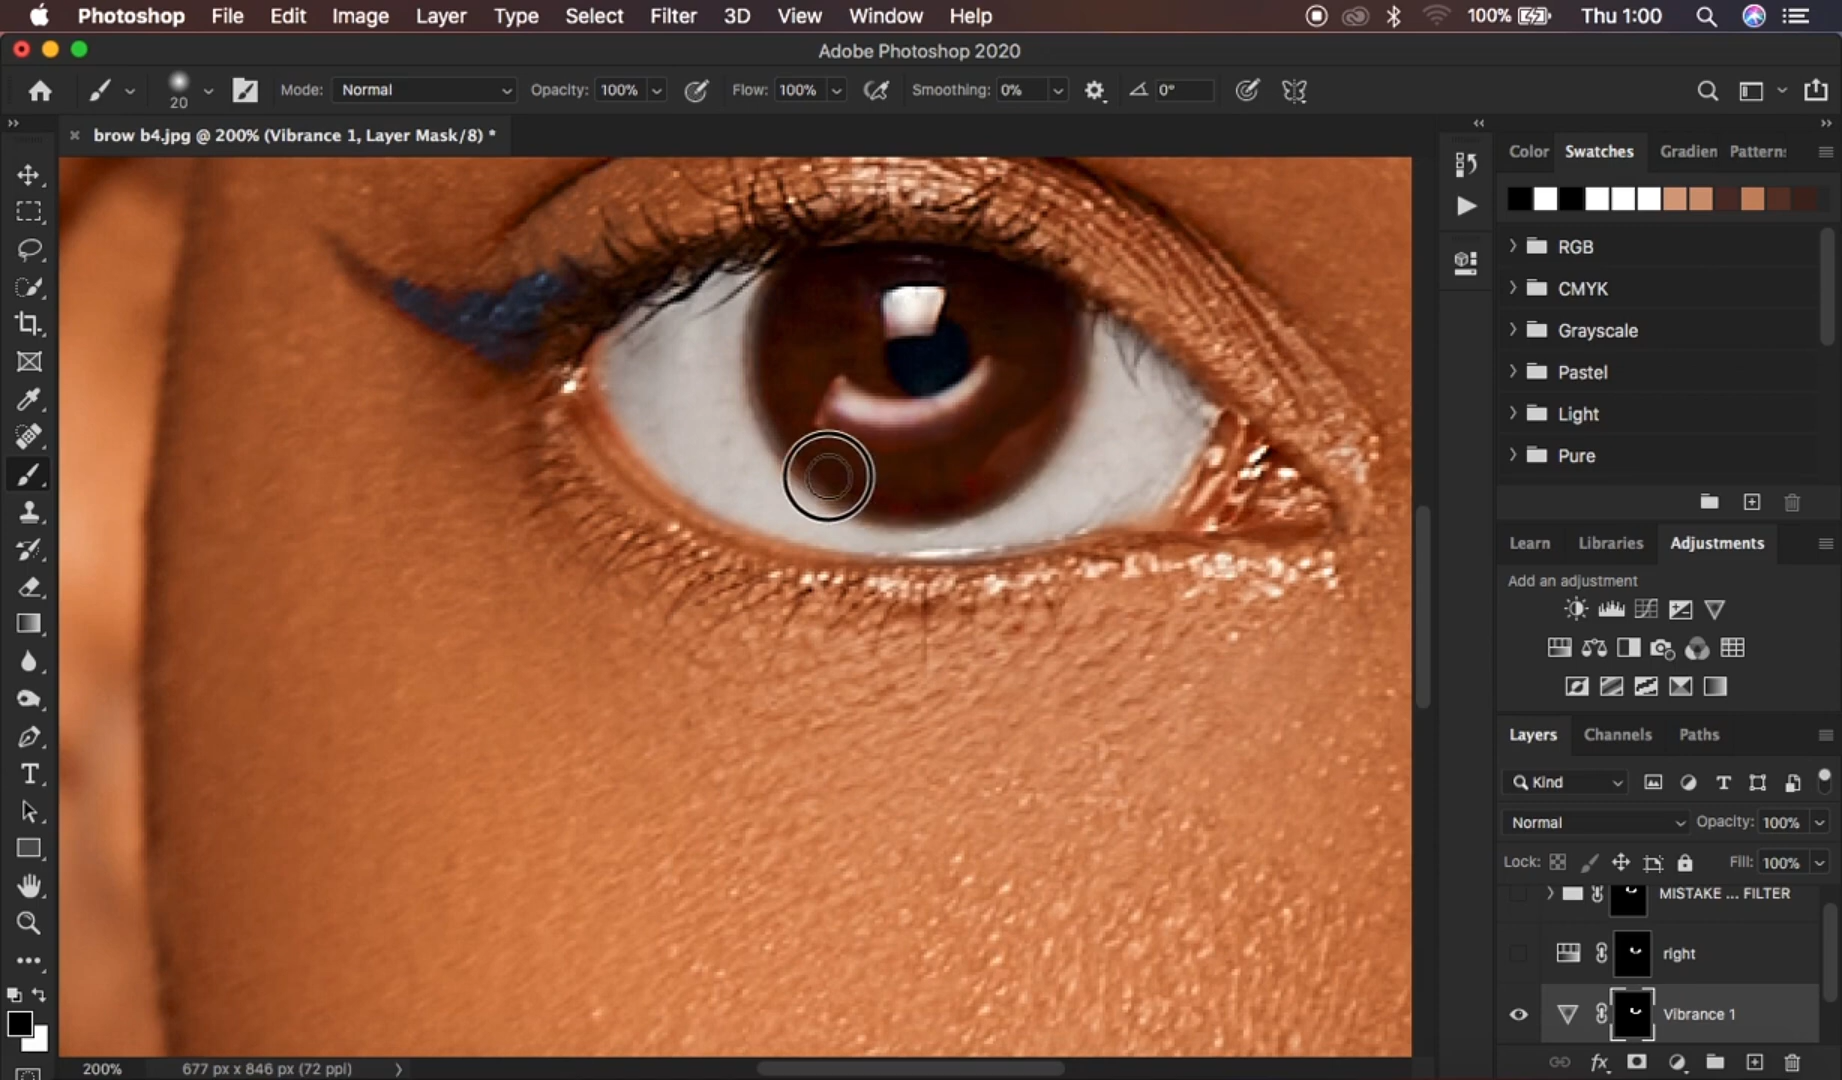 Photoshop File Edit Image Layer Type Select Filter 3D View Window Help 100% Thu 1:00
Adobe Photoshop 2020
20 Mode: Normal Opacity: 100% Flow: 100% Smoothing: 0% 0°
brow b4.jpg @ 200% (Vibrance 1, Layer Mask/8) *
Color Swatches Gradien Pattern:
RGB
CMYK
Grayscale
Pastel
Light
Pure
Learn Libraries Adjustments
Add an adjustment
Layers Channels Paths
Kind
Normal Opacity: 100%
Lock: Fill: 100%
MISTAKE ... FILTER
right
Vibrance 1
200% 677 px x 846 px (72 ppi)